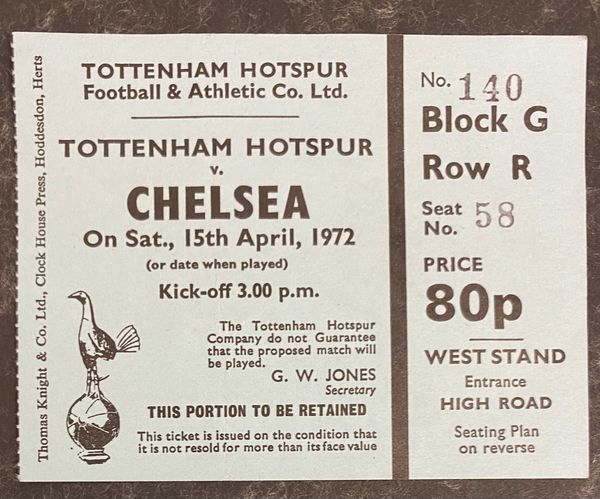 Thomas Knight & Co. Ltd., Clock House Press, Hoddesdon, Herts
TOTTENHAM HOTSPUR
Football & Athletic Co. Ltd.
TOTTENHAM HOTSPUR
v.
CHELSEA
On Sat., 15th April, 1972
(or date when played)
Kick-off 3.00 p.m.
The Tottenham Hotspur
Company do not Guarantee
that the proposed match will
be played.
G. W. JONES
Secretary
THIS PORTION TO BE RETAINED
This ticket is issued on the condition that
it is not resold for more than its face value
No. 140
Block G
Row R
Seat
No. 58
PRICE
80p
WEST STAND
Entrance
HIGH ROAD
Seating Plan
on reverse